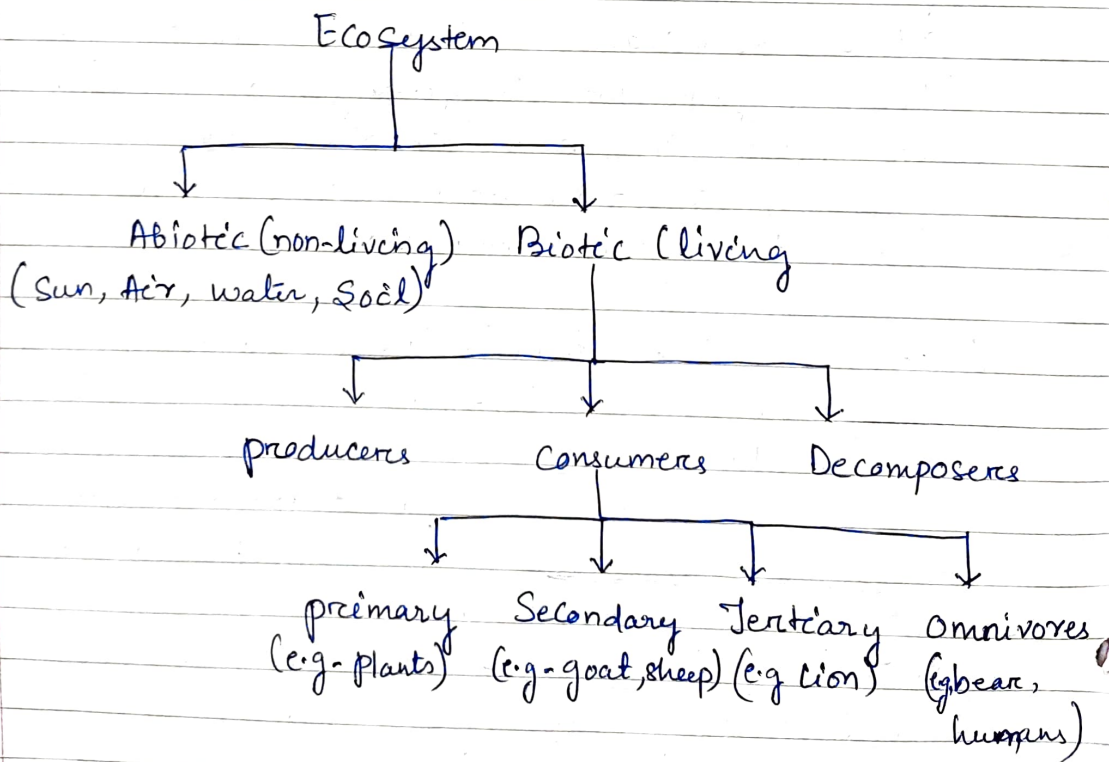 Ecosystem
Abiotic (non-living) Biotic (living
(Sun, Air, water, Soil)
producers Consumers Decomposers
primary Secondary Tertiary Omnivores
(e.g- plants) (e.g- goat, sheep) (e.g lion) (eg, bear,
humans)